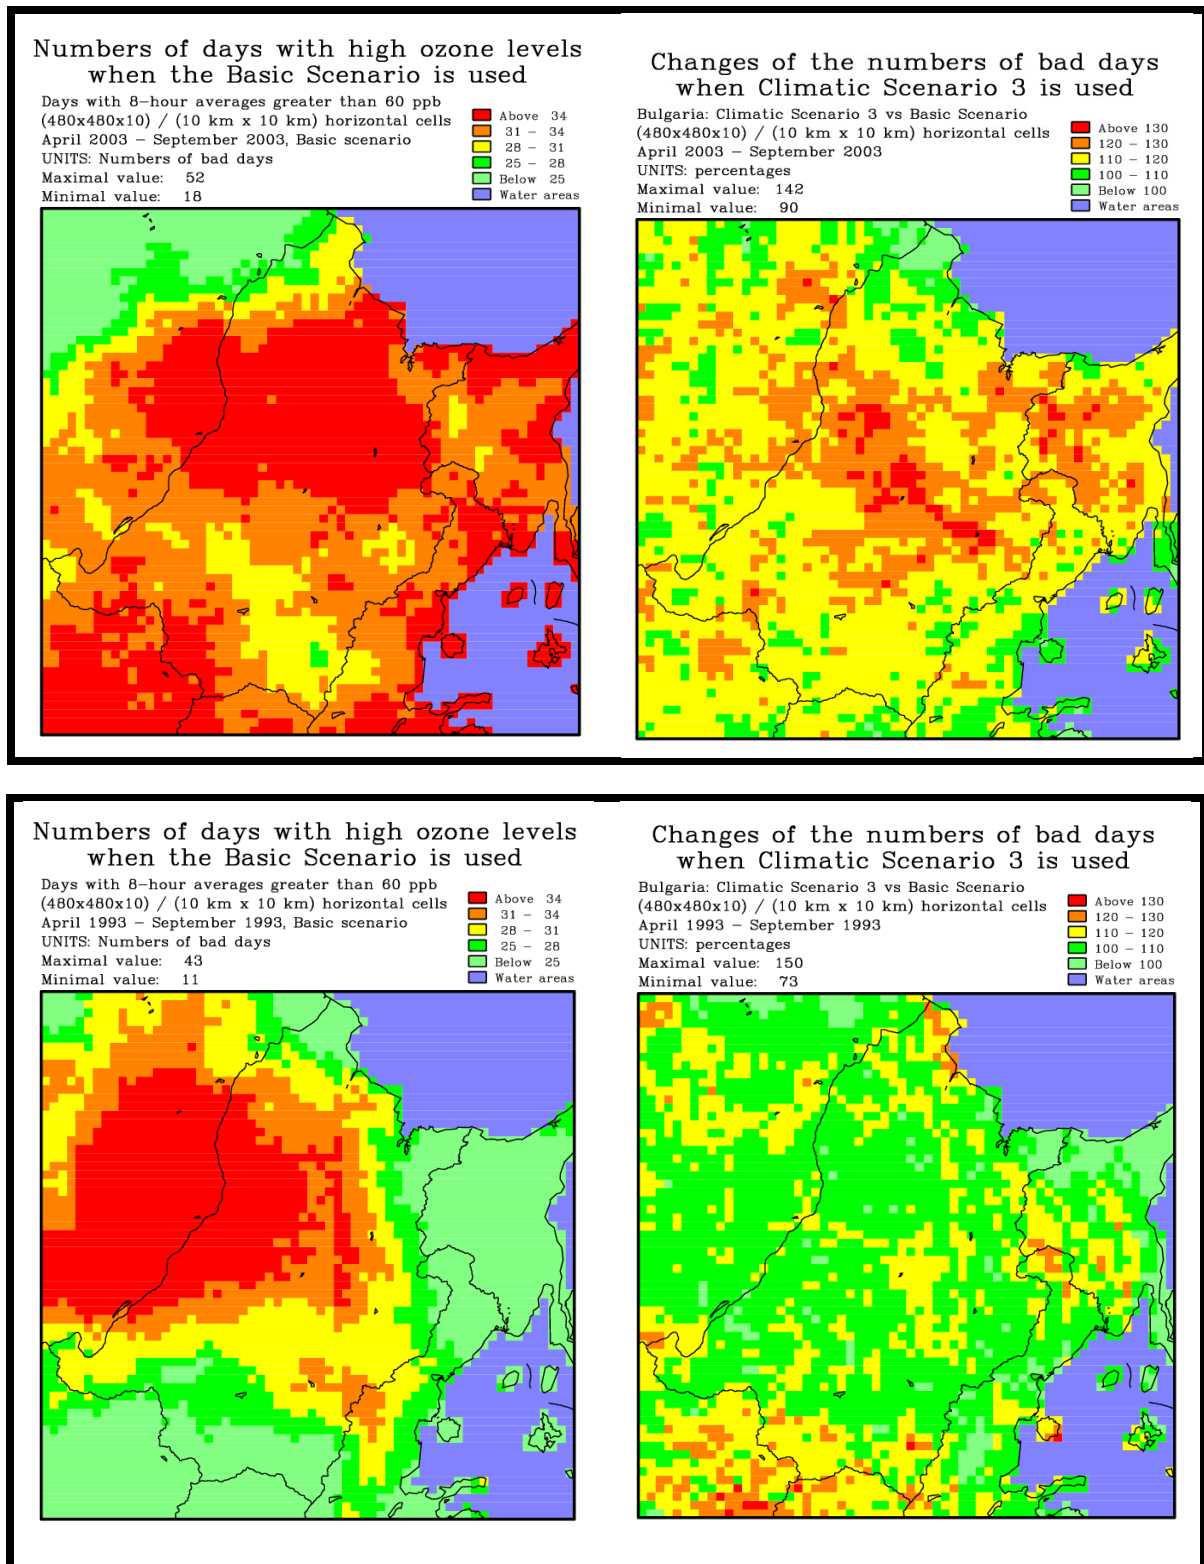 Numbers of days with high ozone levels
when the Basic Scenario is used
Days with 8-hour averages greater than 60 ppb
(480x480x10) / (10 km x 10 km) horizontal cells
April 2003 - September 2003, Basic scenario
UNITS: Numbers of bad days
Maximal value: 52
Minimal value: 18
Above 34
31 - 34
28 - 31
25 - 28
Below 25
Water areas
Changes of the numbers of bad days
when Climatic Scenario 3 is used
Bulgaria: Climatic Scenario 3 vs Basic Scenario
(480x480x10) / (10 km x 10 km) horizontal cells
April 2003 - September 2003
UNITS: percentages
Maximal value: 142
Minimal value: 90
Above 130
120 - 130
110 - 120
100 - 110
Below 100
Water areas
Numbers of days with high ozone levels
when the Basic Scenario is used
Days with 8-hour averages greater than 60 ppb
(480x480x10) / (10 km x 10 km) horizontal cells
April 1993 - September 1993, Basic scenario
UNITS: Numbers of bad days
Maximal value: 43
Minimal value: 11
Above 34
31 - 34
28 - 31
25 - 28
Below 25
Water areas
Changes of the numbers of bad days
when Climatic Scenario 3 is used
Bulgaria: Climatic Scenario 3 vs Basic Scenario
(480x480x10) / (10 km x 10 km) horizontal cells
April 1993 - September 1993
UNITS: percentages
Maximal value: 150
Minimal value: 73
Above 130
120 - 130
110 - 120
100 - 110
Below 100
Water areas